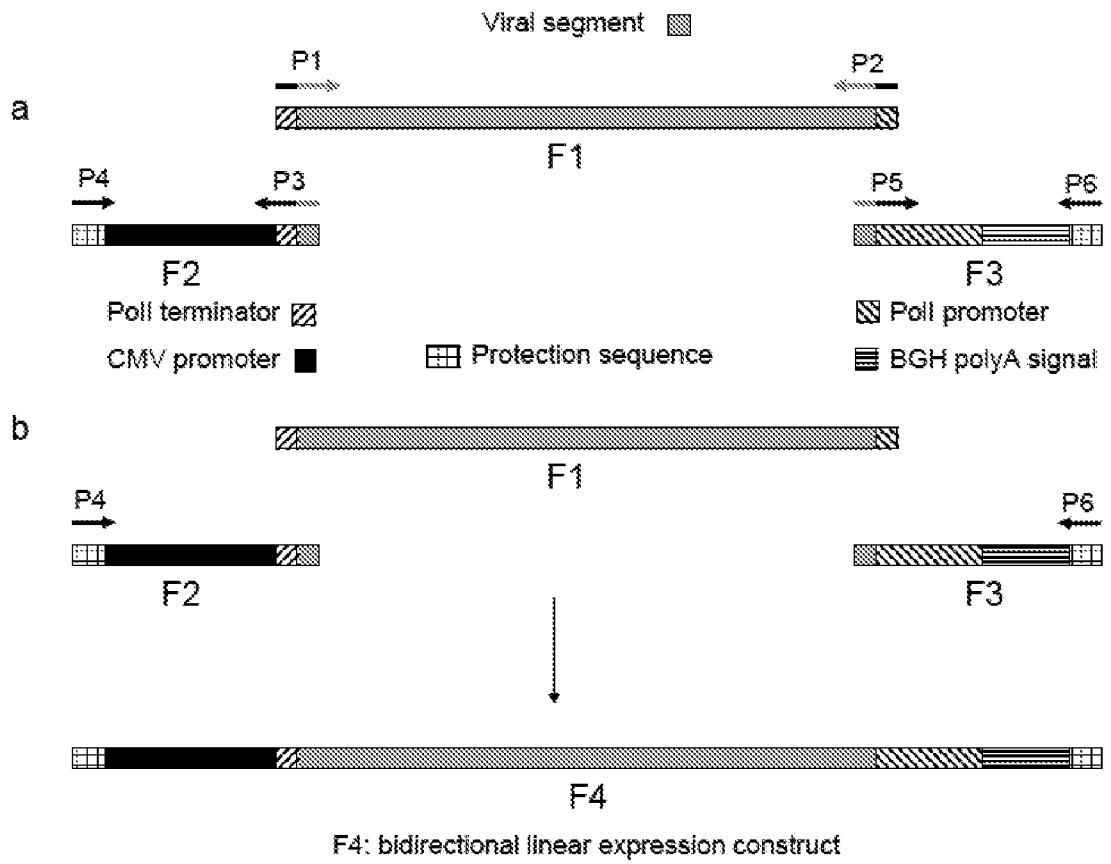 Viral segment
P1
P2
a
F1
P4
P3
P5
P6
F2
F3
PolI terminator
PolI promoter
CMV promoter
Protection sequence
BGH polyA signal
b
F1
P4
P6
F2
F3
F4
F4: bidirectional linear expression construct